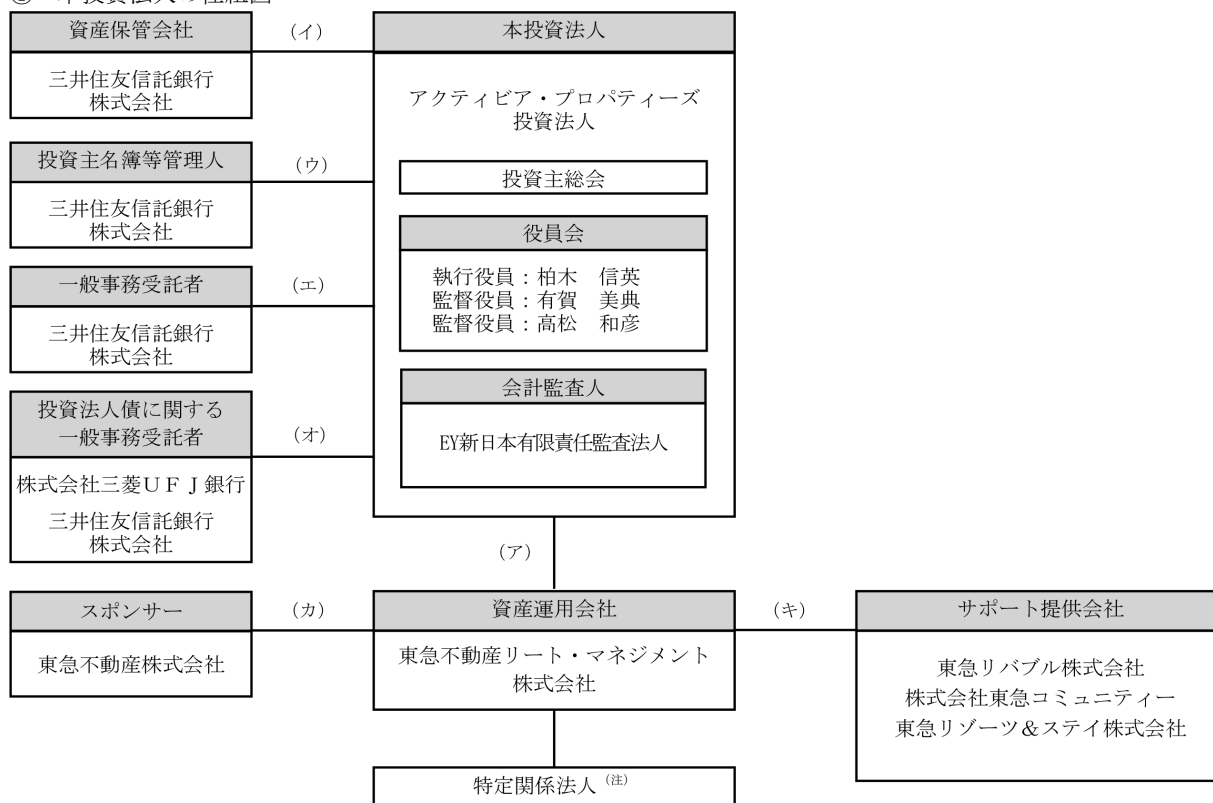 資産保管会社
三井住友信託銀行
株式会社
(イ)
投資主名簿等管理人
三井住友信託銀行
株式会社
(ウ)
一般事務受託者
三井住友信託銀行
株式会社
(エ)
投資法人債に関する
一般事務受託者
株式会社三菱ＵＦＪ銀行
三井住友信託銀行
株式会社
(オ)
本投資法人
アクティビア・プロパティーズ
投資法人
投資主総会
役員会
執行役員：柏木　信英
監督役員：有賀　美典
監督役員：高松　和彦
会計監査人
EY新日本有限責任監査法人
(ア)
スポンサー
東急不動産株式会社
(カ)
資産運用会社
東急不動産リート・マネジメント
株式会社
(キ)
サポート提供会社
東急リバブル株式会社
株式会社東急コミュニティー
東急リゾーツ＆ステイ株式会社
特定関係法人（注）